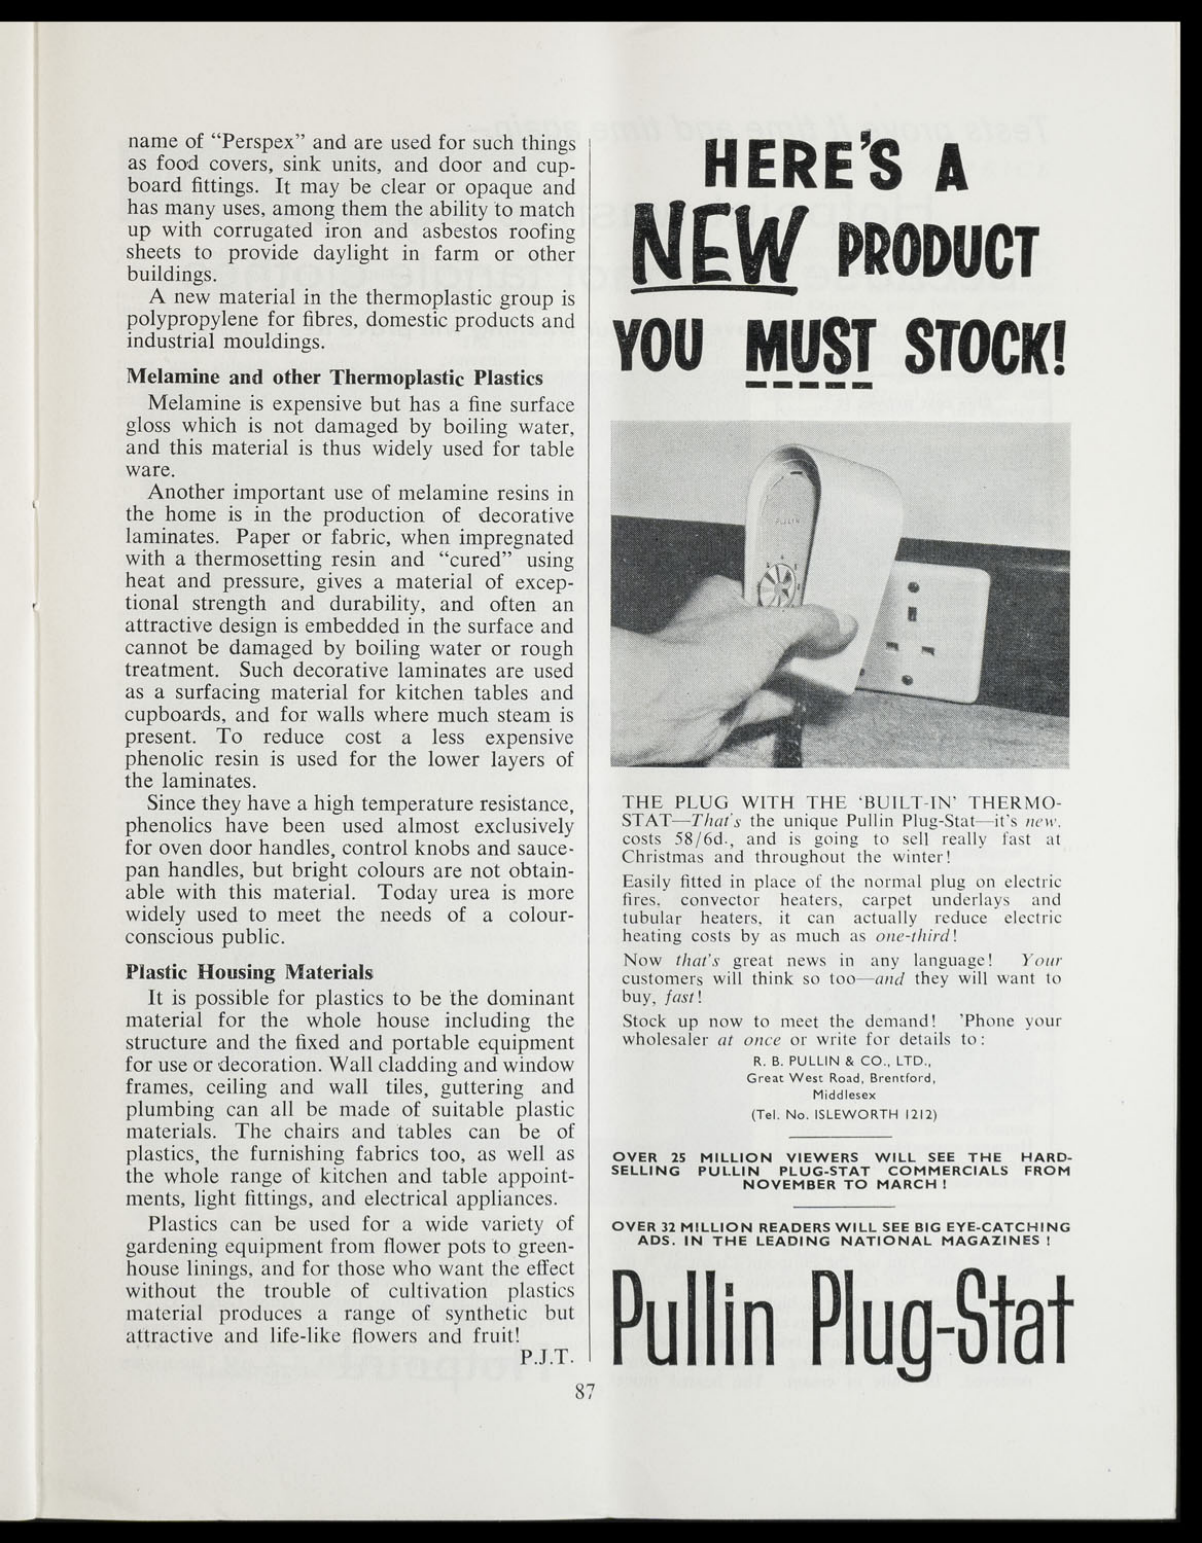 name of “Perspex” and are used for such things
as food covers, sink units, and door and cup-
board fittings. It may be clear or opaque and
has many uses, among them the ability to match
up with corrugated iron and asbestos roofing
sheets to provide daylight in farm or other
buildings.
A new material in the thermoplastic group is
polypropylene for fibres, domestic products and
industrial mouldings.
Melamine and other Thermoplastic Plastics
Melamine is expensive but has a fine surface
gloss which is not damaged by boiling water,
and this material is thus widely used for table
ware.
Another important use of melamine resins in
the home is in the production of decorative
laminates. Paper or fabric, when impregnated
with a thermosetting resin and “cured” using
heat and pressure, gives a material of excep-
tional strength and durability, and often an
attractive design is embedded in the surface and
cannot be damaged by boiling water or rough
treatment. Such decorative laminates are used
as a surfacing material for kitchen tables and
cupboards, and for walls where much steam is
present. To reduce cost a less expensive
phenolic resin is used for the lower layers of
the laminates.
Since they have a high temperature resistance,
phenolics have been used almost exclusively
for oven door handles, control knobs and sauce-
pan handles, but bright colours are not obtain-
able with this material. Today urea is more
widely used to meet the needs of a colour-
conscious public.
Plastic Housing Materials
It is possible for plastics to be the dominant
material for the whole house including the
structure and the fixed and portable equipment
for use or decoration. Wall cladding and window
frames, ceiling and wall tiles, guttering and
plumbing can all be made of suitable plastic
materials. The chairs and tables can be of
plastics, the furnishing fabrics too, as well as
the whole range of kitchen and table appoint-
ments, light fittings, and electrical appliances.
Plastics can be used for a wide variety of
gardening equipment from flower pots to green-
house linings, and for those who want the effect
without the trouble of cultivation plastics
material produces a range of synthetic but
attractive and life-like flowers and fruit!
P.J.T.
HERE’S A
NEW PRODUCT
YOU MUST STOCK!
PULLIN
THE PLUG WITH THE ‘BUILT-IN’ THERMO-
STAT—That’s the unique Pullin Plug-Stat—it’s new,
costs 58/6d., and is going to sell really fast at
Christmas and throughout the winter!
Easily fitted in place of the normal plug on electric
fires, convector heaters, carpet underlays and
tubular heaters, it can actually reduce electric
heating costs by as much as one-third!
Now that’s great news in any language! Your
customers will think so too—and they will want to
buy, fast!
Stock up now to meet the demand! ’Phone your
wholesaler at once or write for details to:
R. B. PULLIN & CO., LTD.,
Great West Road, Brentford,
Middlesex
(Tel. No. ISLEWORTH 1212)
OVER 25 MILLION VIEWERS WILL SEE THE HARD-
SELLING PULLIN PLUG-STAT COMMERCIALS FROM
NOVEMBER TO MARCH!
OVER 32 MILLION READERS WILL SEE BIG EYE-CATCHING
ADS. IN THE LEADING NATIONAL MAGAZINES!
Pullin Plug-Stat
87